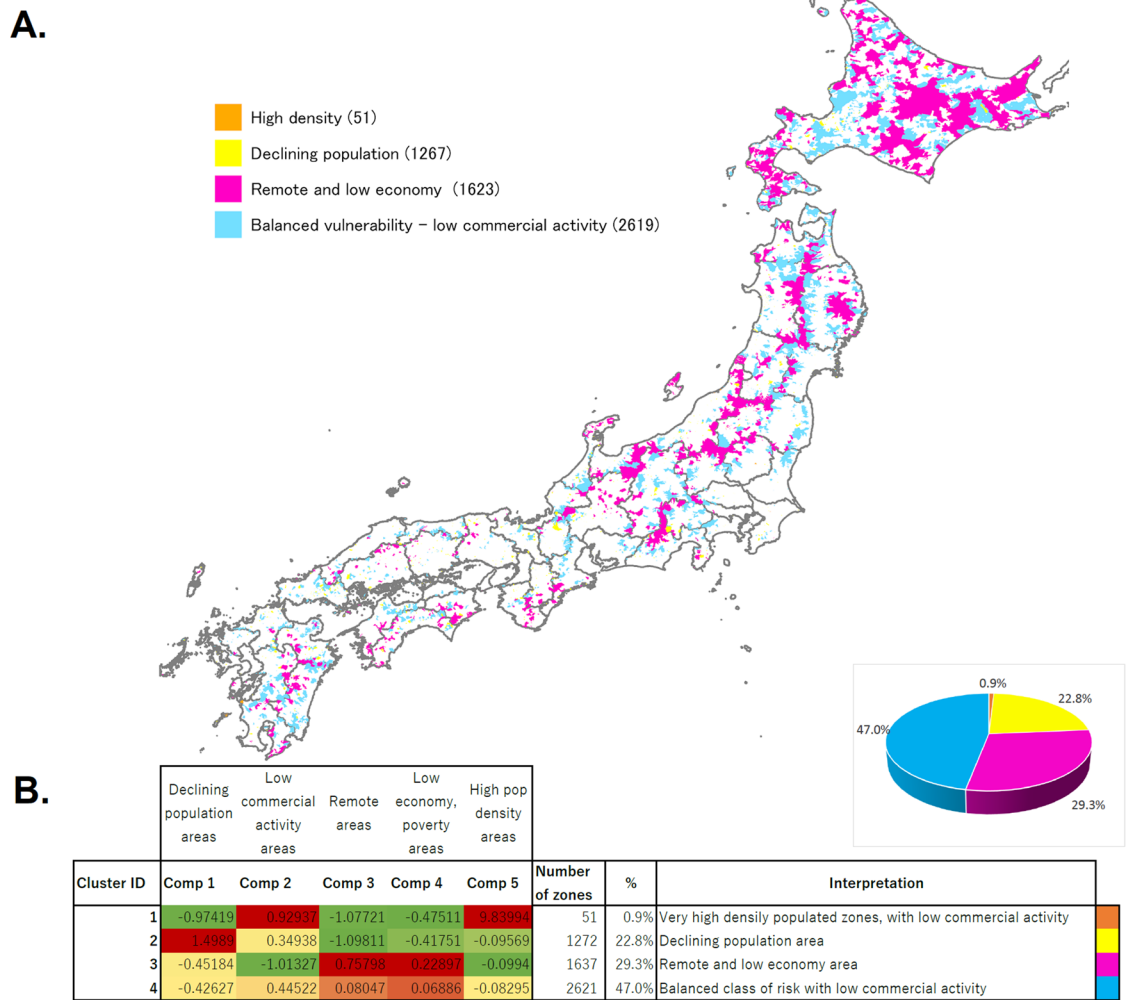 A.
High density (51)
Declining population (1267)
Remote and low economy (1623)
Balanced vulnerability – low commercial activity (2619)
0.9%
22.8%
47.0%
29.3%
B.
Declining population areas
Low commercial activity areas
Remote areas
Low economy, poverty areas
High pop density areas
Cluster ID Comp 1 Comp 2 Comp 3 Comp 4 Comp 5 Number of zones % Interpretation
1 -0.97419 0.92937 -1.07721 -0.47511 9.83994 51 0.9% Very high densily populated zones, with low commercial activity
2 1.4989 0.34938 -1.09811 -0.41751 -0.09569 1272 22.8% Declining population area
3 -0.45184 -1.01327 0.75798 0.22897 -0.0994 1637 29.3% Remote and low economy area
4 -0.42627 0.44522 0.08047 0.06886 -0.08295 2621 47.0% Balanced class of risk with low commercial activity